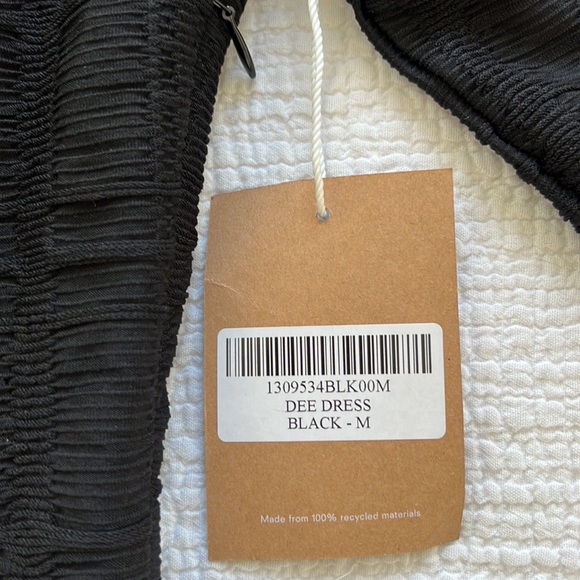 1309534BLK00M
DEE DRESS
BLACK - M
Made from 100% recycled materials